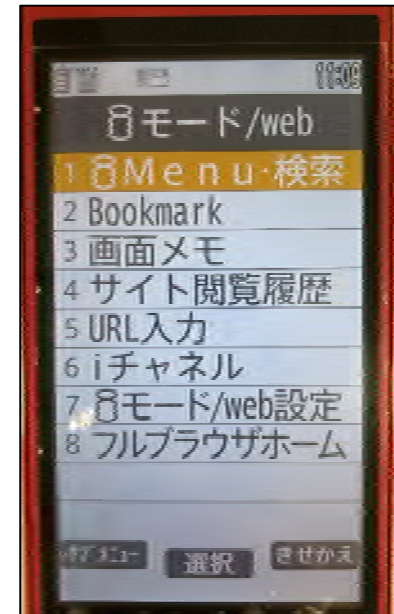 11:09
iモード/web
1 iMenu･検索
2 Bookmark
3 画面メモ
4 サイト閲覧履歴
5 URL入力
6 iチャネル
7 iモード/web設定
8 フルブラウザホーム
選択
きせかえ